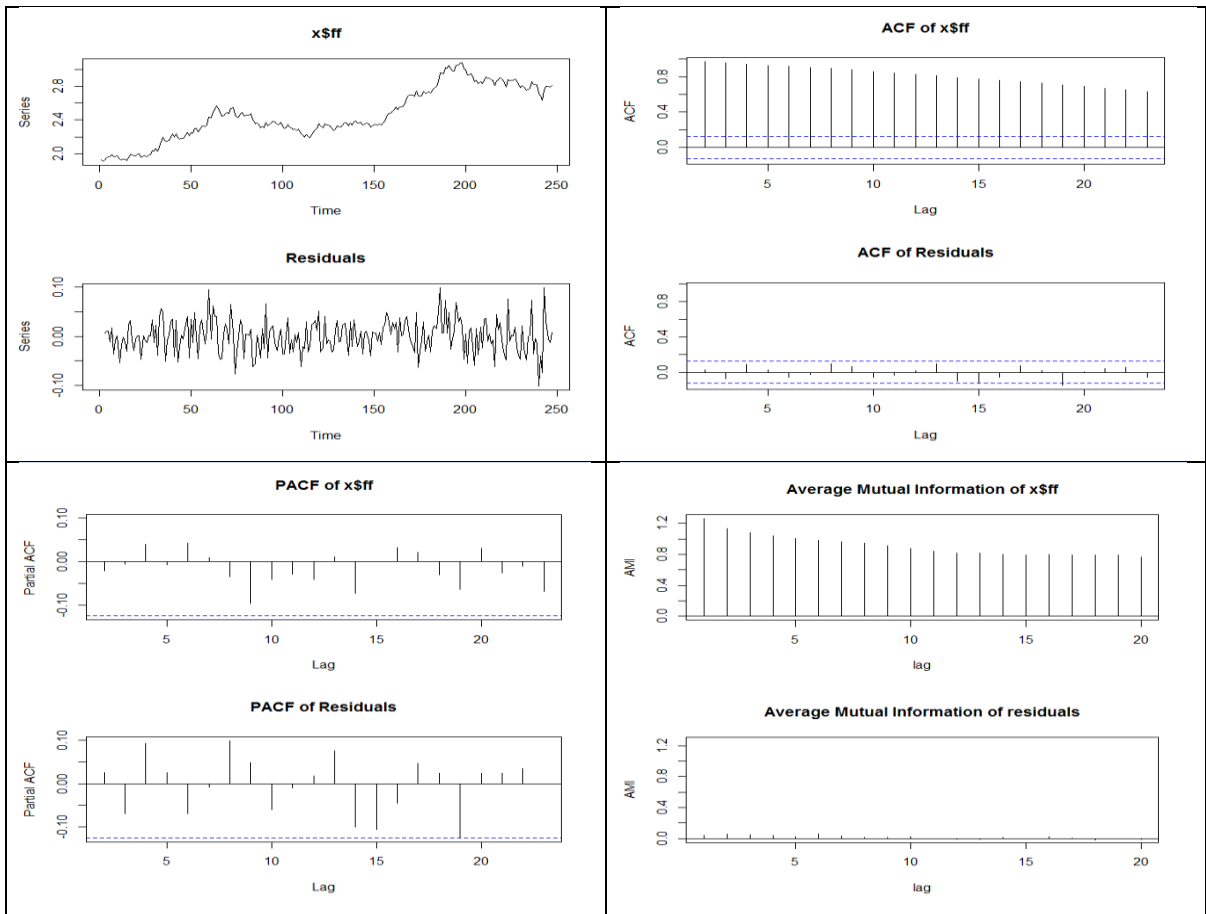 x$ff
Series
2.0 2.4 2.8
0 50 100 150 200 250
Time
Residuals
Series
-0.10 0.00 0.10
0 50 100 150 200 250
Time
ACF of x$ff
ACF
0.0 0.4 0.8
5 10 15 20
Lag
ACF of Residuals
ACF
0.0 0.4 0.8
5 10 15 20
Lag
PACF of x$ff
Partial ACF
-0.10 0.00 0.10
5 10 15 20
Lag
PACF of Residuals
Partial ACF
-0.10 0.00 0.10
5 10 15 20
Lag
Average Mutual Information of x$ff
AMI
0.0 0.4 0.8 1.2
5 10 15 20
lag
Average Mutual Information of residuals
AMI
0.0 0.4 0.8 1.2
5 10 15 20
lag